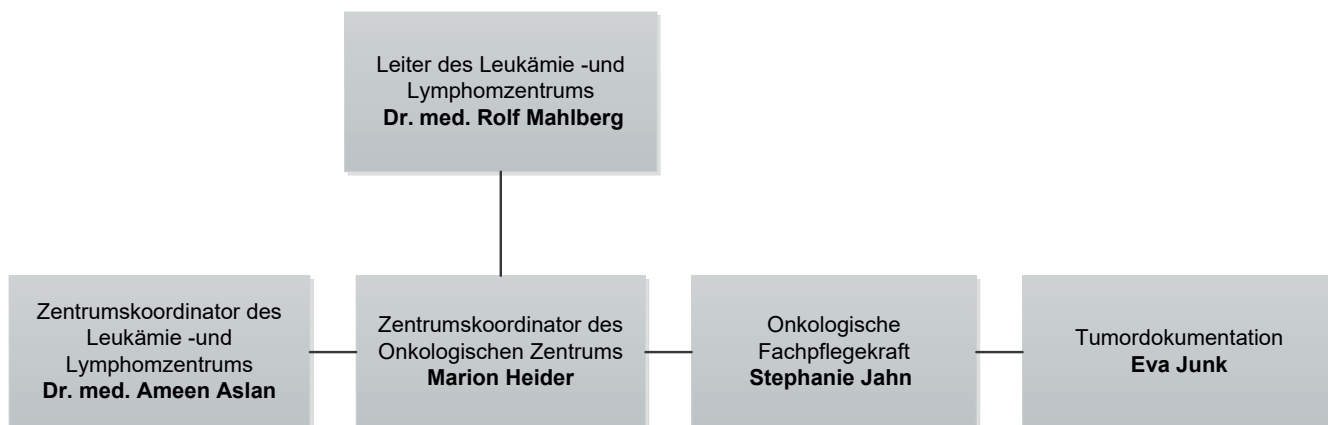 Leiter des Leukämie -und
Lymphomzentrums
Dr. med. Rolf Mahlberg
Zentrumskoordinator des
Leukämie -und
Lymphomzentrums
Dr. med. Ameen Aslan
Zentrumskoordinator des
Onkologischen Zentrums
Marion Heider
Onkologische
Fachpflegekraft
Stephanie Jahn
Tumordokumentation
Eva Junk